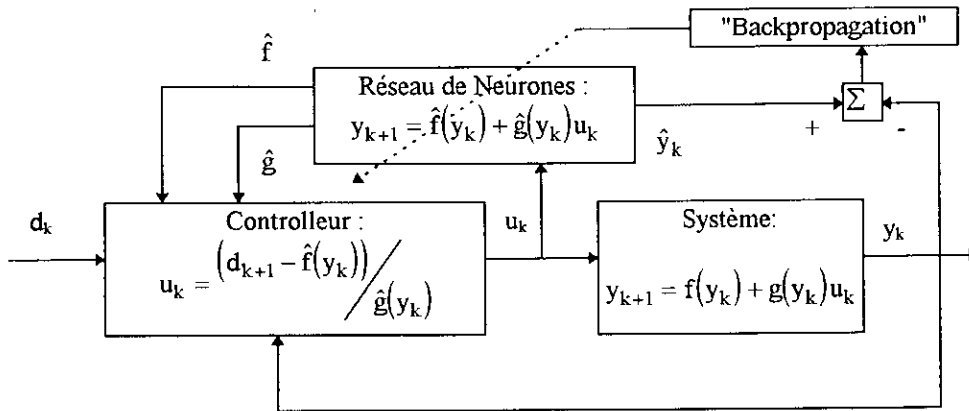 "Backpropagation"
f̂
Réseau de Neurones :
y_{k+1} = f̂(y_k) + ĝ(y_k)u_k
Σ
+
-
ŷ_k
ĝ
d_k
Controlleur :
u_k = (d_{k+1} - f̂(y_k)) / ĝ(y_k)
u_k
Système:
y_{k+1} = f(y_k) + g(y_k)u_k
y_k